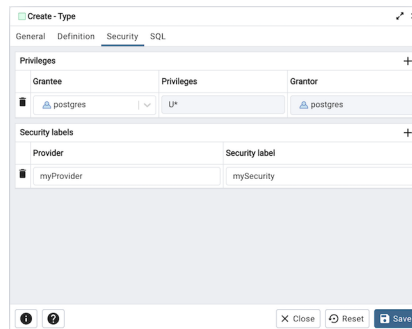 Create - Type
General Definition Security SQL
Privileges
Grantee Privileges Grantor
postgres U* postgres
Security labels
Provider Security label
myProvider mySecurity
Close Reset Save